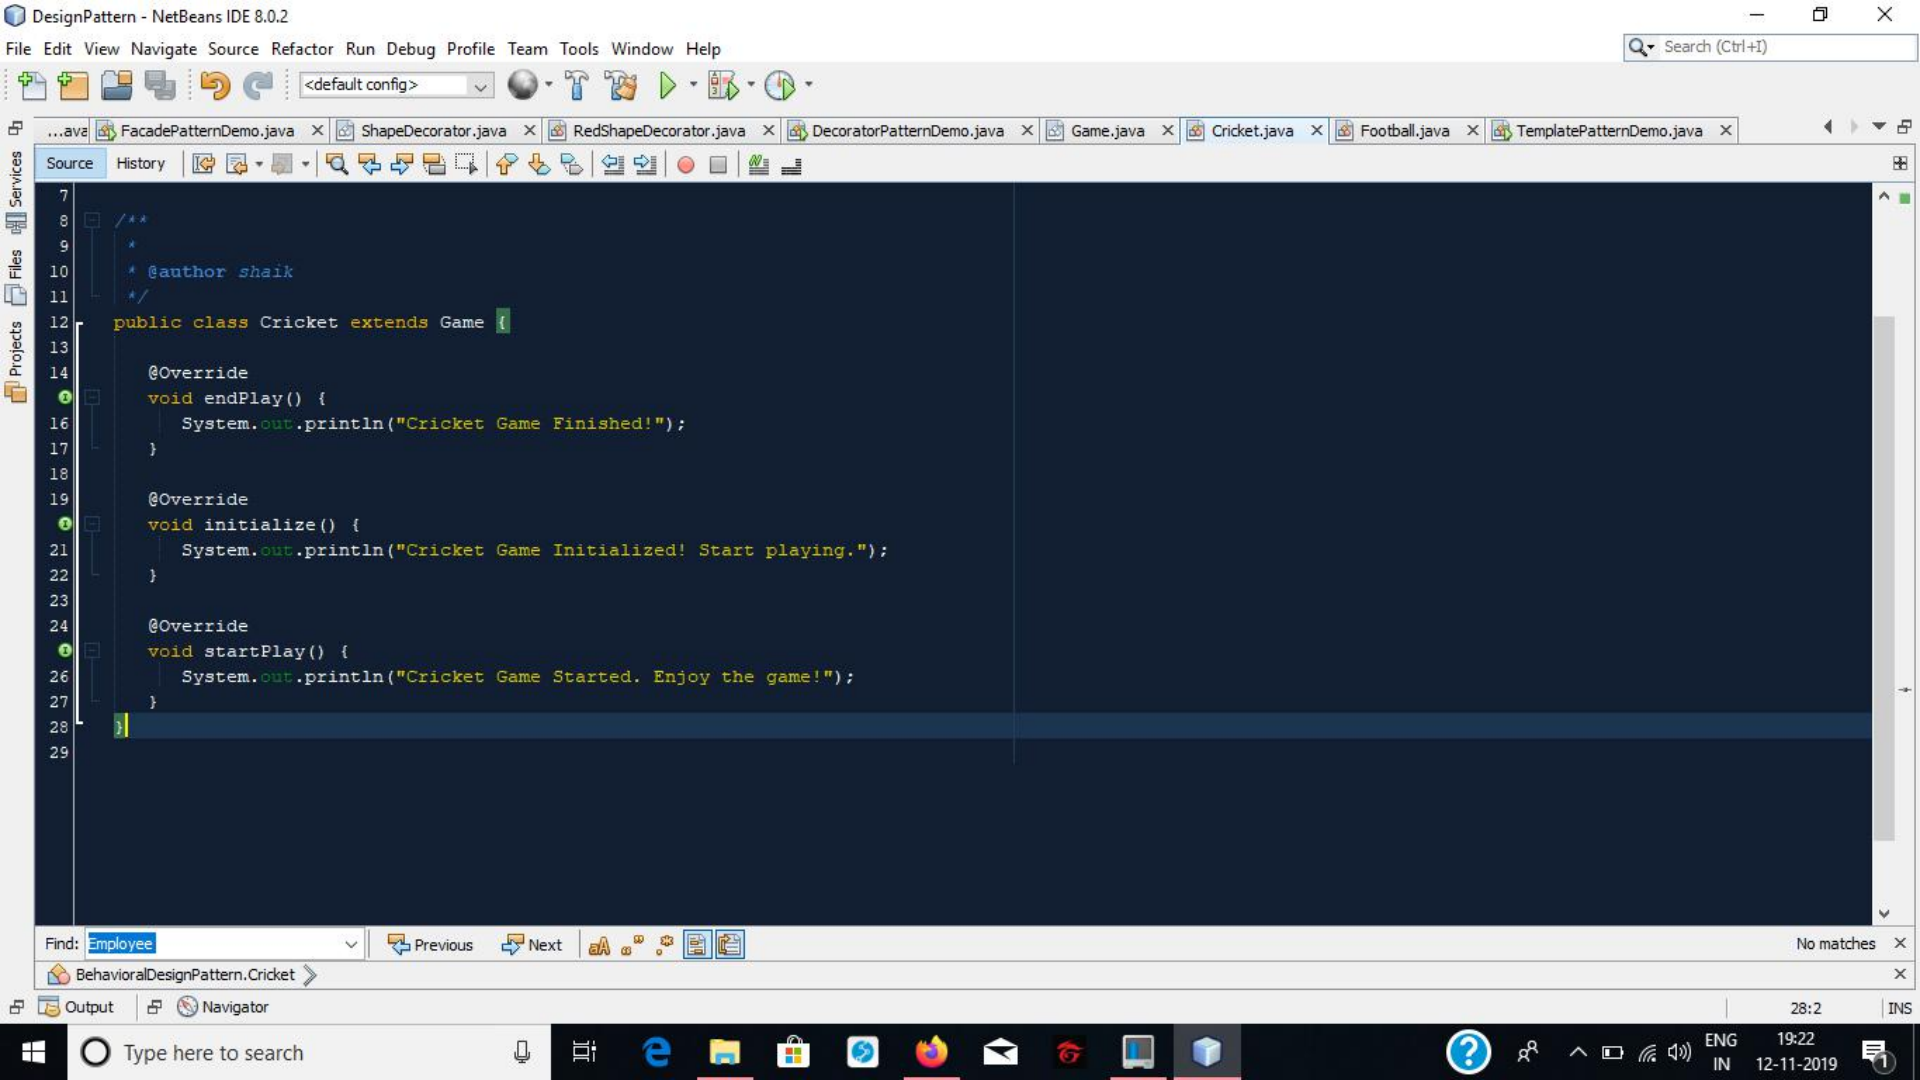 DesignPattern - NetBeans IDE 8.0.2
File Edit View Navigate Source Refactor Run Debug Profile Team Tools Window Help
Search (Ctrl+I)
<default config>
...ava FacadePatternDemo.java ShapeDecorator.java RedShapeDecorator.java DecoratorPatternDemo.java Game.java Cricket.java Football.java TemplatePatternDemo.java
Source History
Services
Files
Projects
7
8 /**
9 *
10 * @author shaik
11 */
12 public class Cricket extends Game {
13
14 @Override
void endPlay() {
16 System.out.println("Cricket Game Finished!");
17 }
18
19 @Override
void initialize() {
21 System.out.println("Cricket Game Initialized! Start playing.");
22 }
23
24 @Override
void startPlay() {
26 System.out.println("Cricket Game Started. Enjoy the game!");
27 }
28 }
29
Find: Employee Previous Next No matches
BehavioralDesignPattern.Cricket
Output Navigator 28:2 INS
Type here to search
ENG
IN
19:22
12-11-2019
1